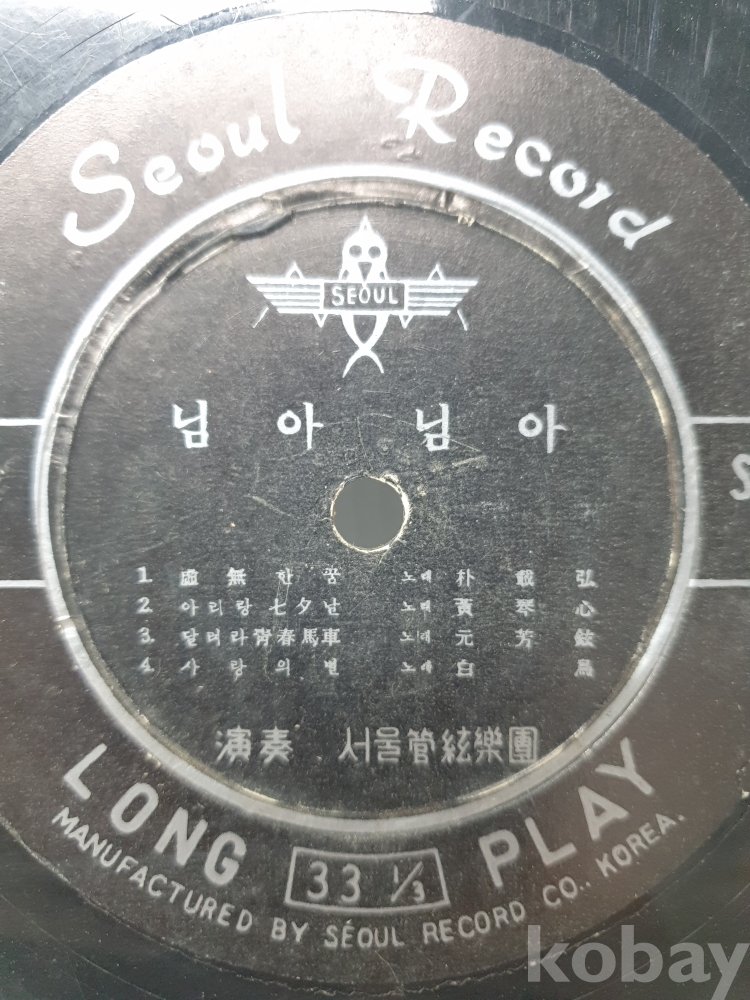 Seoul Record
SEOUL
님 아 님 아
1. 虛無한꿈 노래 朴載弘
2. 아리랑七夕날 노래 黃琴心
3. 달려라靑春馬車 노래 元芳鉉
4. 사랑의별 노래 白鳥
演奏 서울管絃樂團
LONG PLAY
33 1/3
MANUFACTURED BY SEOUL RECORD CO., KOREA.
kobay